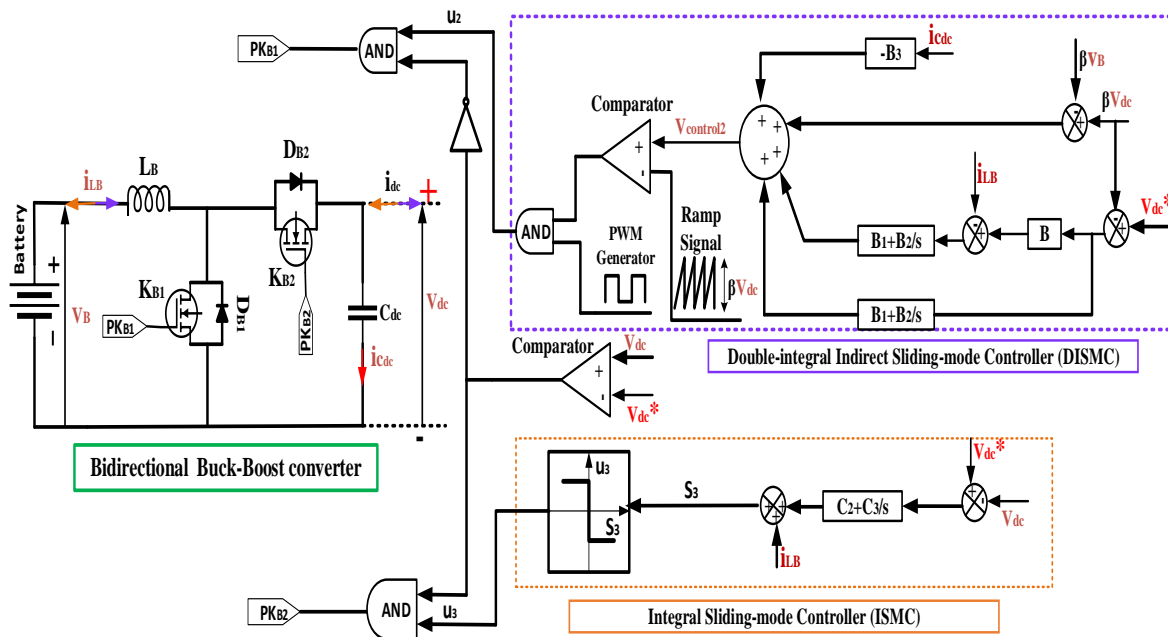 u₂
PKB1
AND
iLB
LB
DB2
idc
+
Battery
+
−
VB
KB1
PKB1
DB1
KB2
PKB2
Cdc
icdc
Vdc
-
Bidirectional Buck-Boost converter
-B₃
icdc
βVB
βVdc
-
+
Comparator
Vcontrol2
+
-
+ +
+ +
AND
PWM
Generator
Ramp
Signal
βVdc
iLB
-
+
B₁+B₂/s
B
-
+
Vdc*
B₁+B₂/s
Double-integral Indirect Sliding-mode Controller (DISMC)
Comparator
+
-
Vdc
Vdc*
u₃
S₃
S₃
+
+
iLB
C₂+C₃/s
Vdc*
+
-
Vdc
Integral Sliding-mode Controller (ISMC)
PKB2
AND
u₃